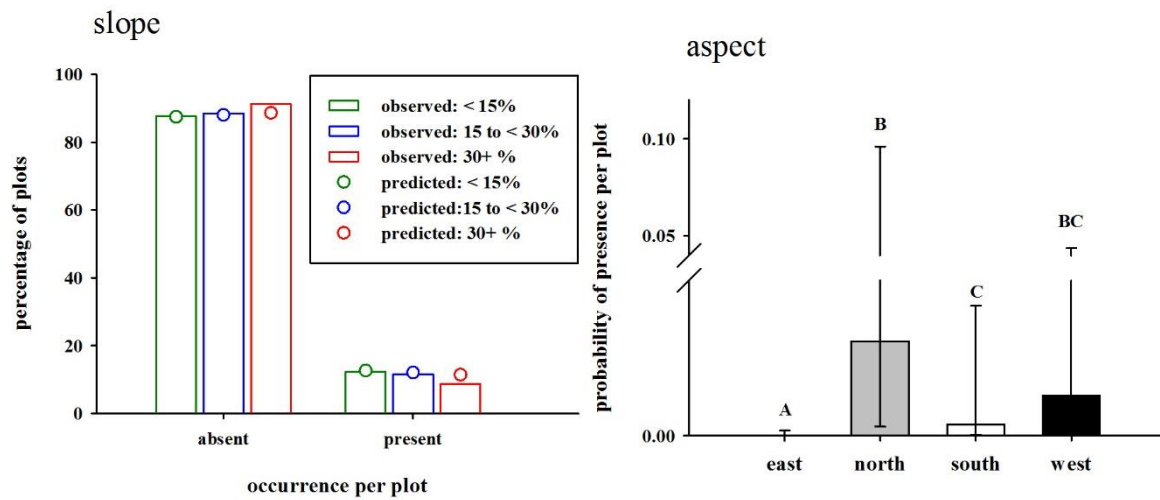 slope
percentage of plots
100
80
60
40
20
0
observed: < 15%
observed: 15 to < 30%
observed: 30+ %
predicted: < 15%
predicted:15 to < 30%
predicted: 30+ %
absent
present
occurrence per plot
aspect
probability of presence per plot
0.10
0.05
0.00
A
B
C
BC
east
north
south
west